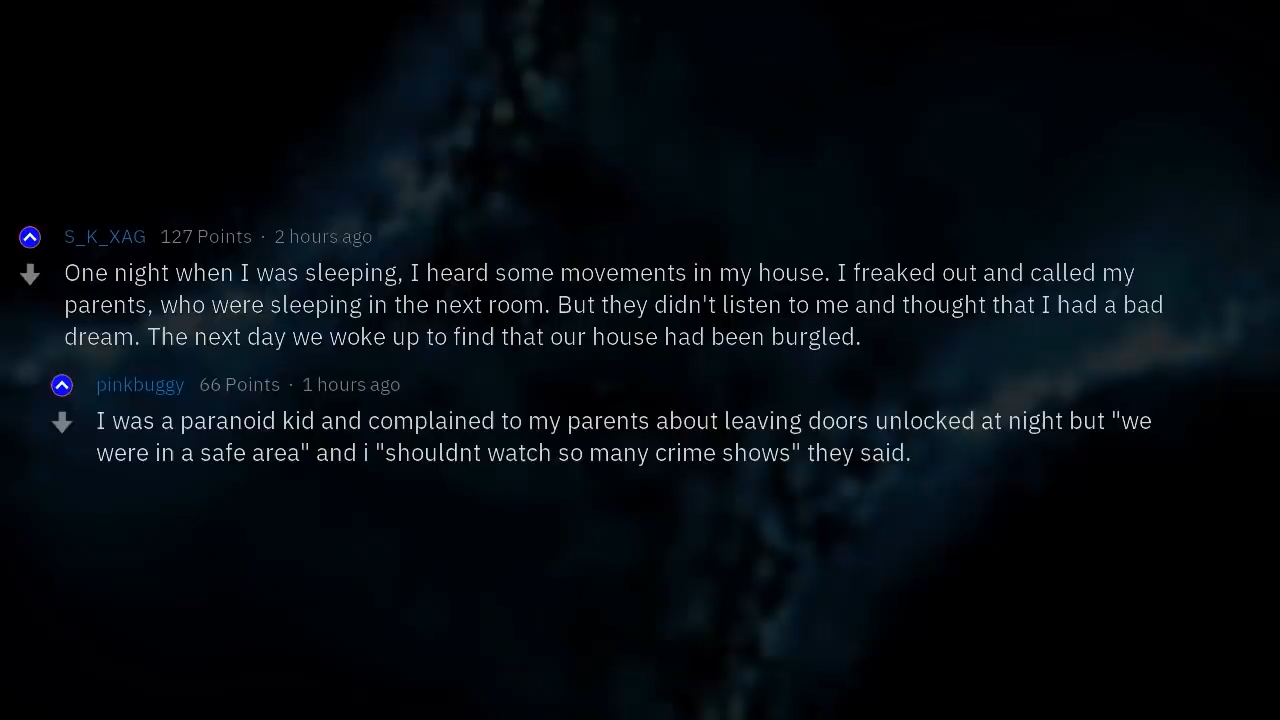 S_K_XAG 127 Points · 2 hours ago
One night when I was sleeping, I heard some movements in my house. I freaked out and called my
parents, who were sleeping in the next room. But they didn't listen to me and thought that I had a bad
dream. The next day we woke up to find that our house had been burgled.
pinkbuggy 66 Points · 1 hours ago
I was a paranoid kid and complained to my parents about leaving doors unlocked at night but "we
were in a safe area" and i "shouldnt watch so many crime shows" they said.